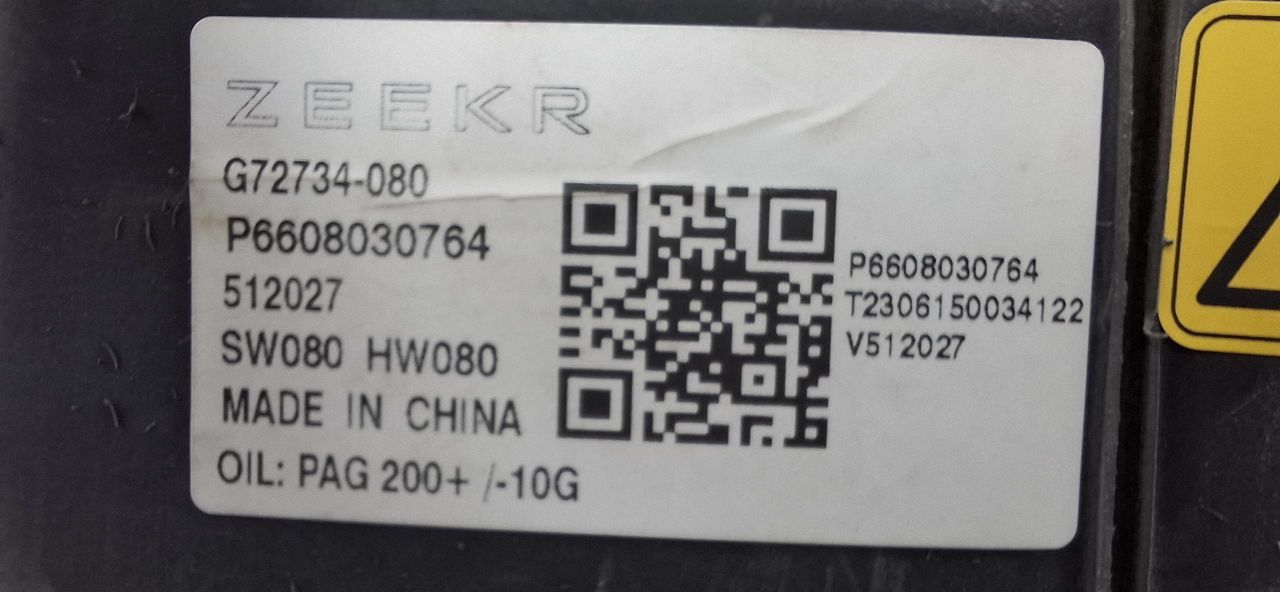 ZEEKR
G72734-080
P6608030764
512027
SW080 HW080
MADE IN CHINA
OIL: PAG 200+ /-10G
P6608030764
T2306150034122
V512027